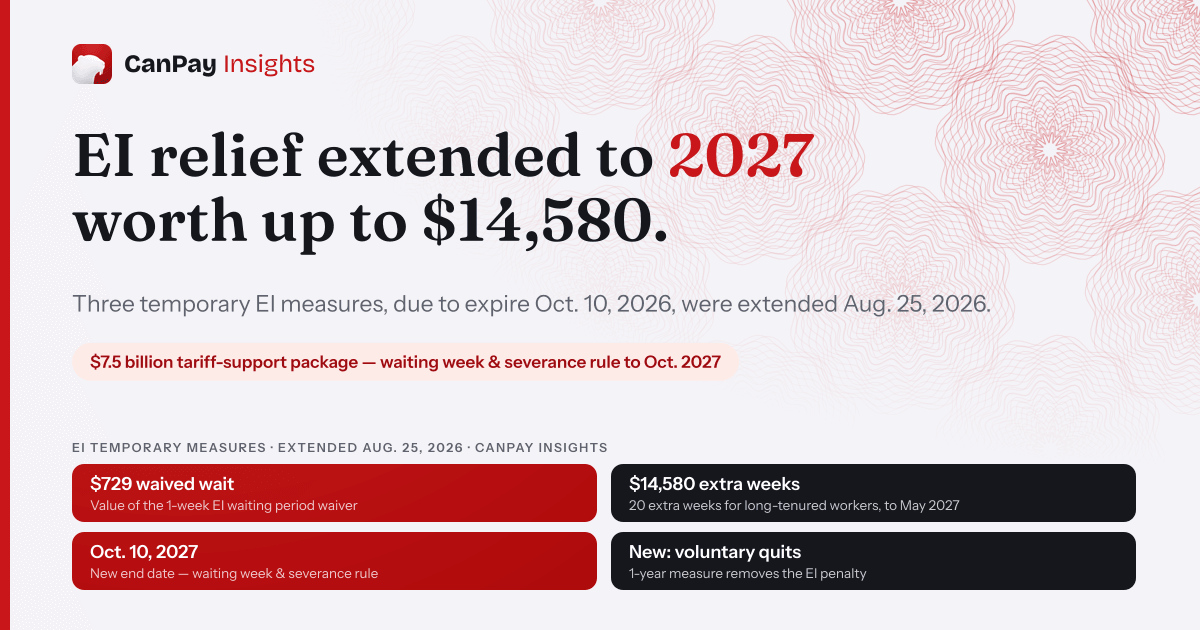 CanPay Insights
EI relief extended to 2027
worth up to $14,580.
Three temporary EI measures, due to expire Oct. 10, 2026, were extended Aug. 25, 2026.
$7.5 billion tariff-support package — waiting week & severance rule to Oct. 2027
EI TEMPORARY MEASURES · EXTENDED AUG. 25, 2026 · CANPAY INSIGHTS
$729 waived wait
Value of the 1-week EI waiting period waiver
$14,580 extra weeks
20 extra weeks for long-tenured workers, to May 2027
Oct. 10, 2027
New end date — waiting week & severance rule
New: voluntary quits
1-year measure removes the EI penalty